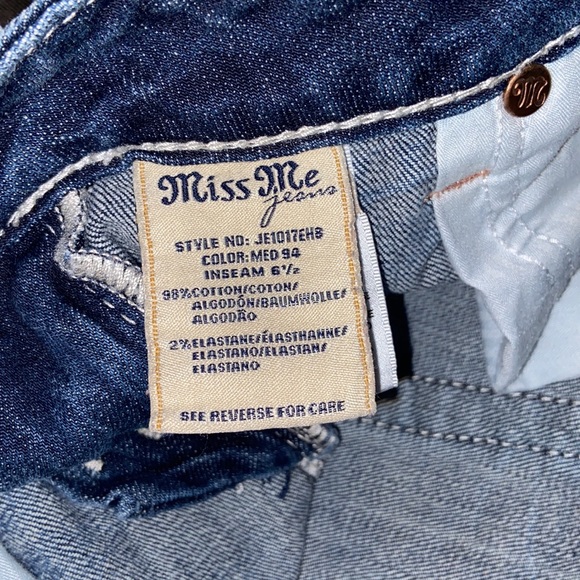 Miss Me
jeans
STYLE NO: JE1017EH8
COLOR: MED 94
INSEAM 6½
98%COTTON/COTON/
ALGODÓN/BAUMWOLLE/
ALGODÃO
2%ELASTANE/ÉLASTHANNE/
ELASTANO/ELASTAN/
ELASTANO
SEE REVERSE FOR CARE
M